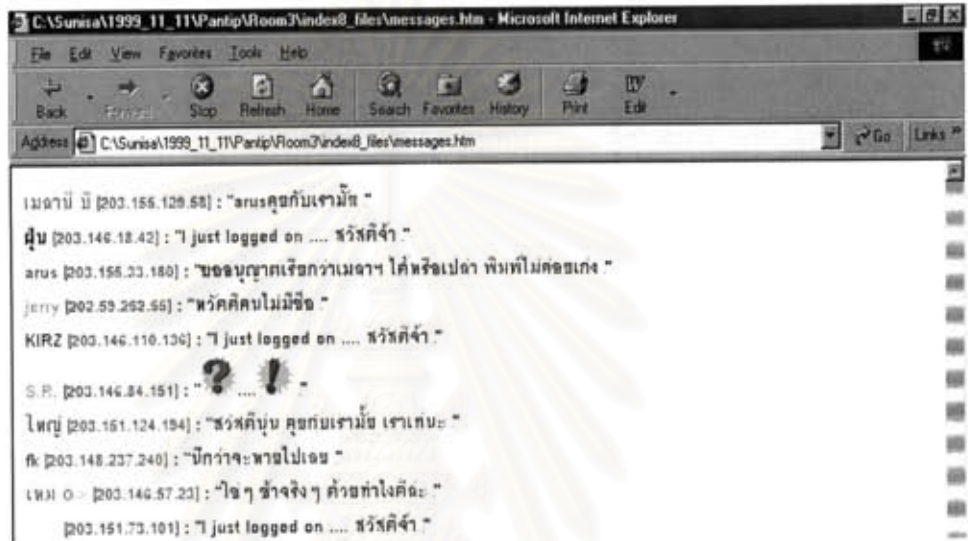 C:\Sunisa\1999_11_11\Pantip\Room3\index8_files\messages.htm - Microsoft Internet Explorer
File Edit View Favorites Tools Help
Back Forward Stop Refresh Home Search Favorites History Print Edit
Address C:\Sunisa\1999_11_11\Pantip\Room3\index8_files\messages.htm Go Links »
เมลานี บี [203.155.129.58] : "arusคุยกับเรามั้ย "
ฝุ่น [203.146.18.42] : "I just logged on .... สวัสดีจ้า ."
arus [203.155.33.180] : "ขออนุญาตเรียกว่าเมลาฯ ได้หรือเปล่า พิมพ์ไม่ค่อยเก่ง "
jerry [202.59.252.55] : "หวัดดีคนไม่มีชื่อ "
KIRZ [203.146.110.136] : "I just logged on .... สวัสดีจ้า ."
S.R. [203.146.84.151] : "? .... ! "
ใหญ่ [203.151.124.194] : "สวัสดีนุ่น คุยกับเรามั้ย เราเท่นะ "
fk [203.148.237.240] : "นึกว่าจะหายไปเลย "
[203.146.57.23] : "ใช่ ๆ ช้าจริง ๆ ด้วยทำไงดีละ "
[203.151.73.101] : "I just logged on .... สวัสดีจ้า ."